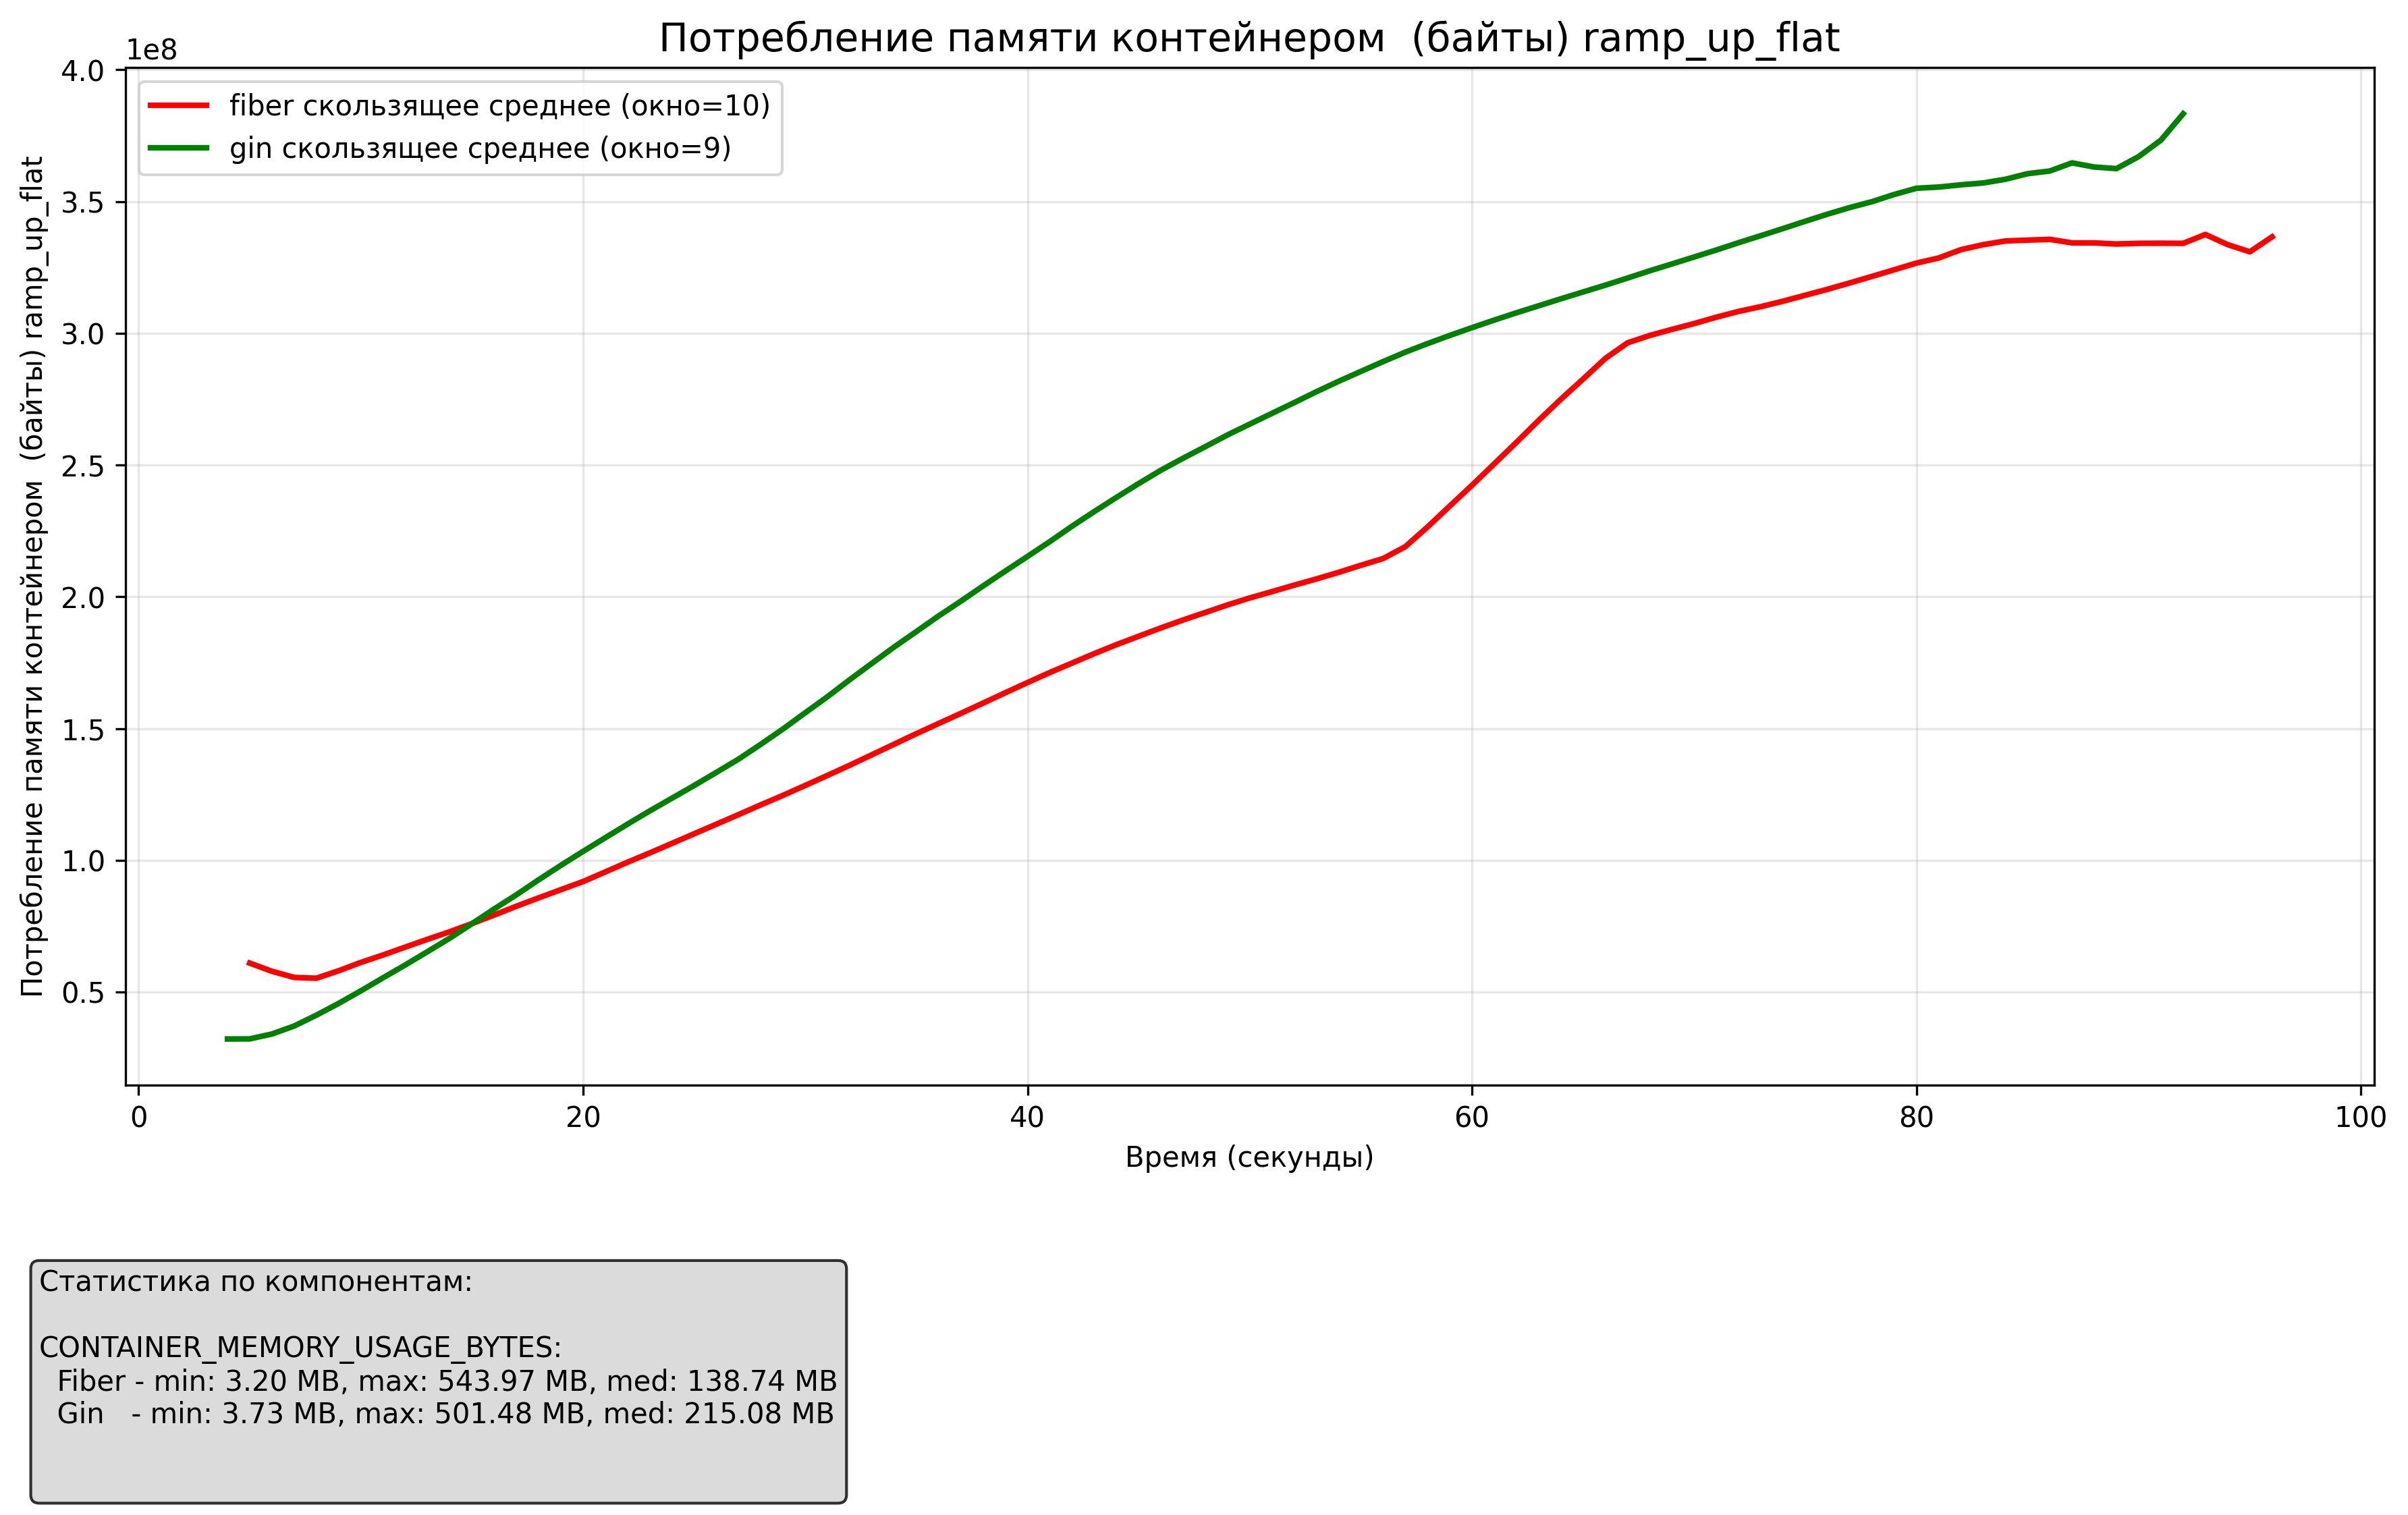 Потребление памяти контейнером  (байты) ramp_up_flat
1e8
4.0
3.5
3.0
2.5
2.0
1.5
1.0
0.5
Потребление памяти контейнером  (байты) ramp_up_flat
fiber скользящее среднее (окно=10)
gin скользящее среднее (окно=9)
0 20 40 60 80 100
Время (секунды)
Статистика по компонентам:
CONTAINER_MEMORY_USAGE_BYTES:
Fiber - min: 3.20 MB, max: 543.97 MB, med: 138.74 MB
Gin   - min: 3.73 MB, max: 501.48 MB, med: 215.08 MB